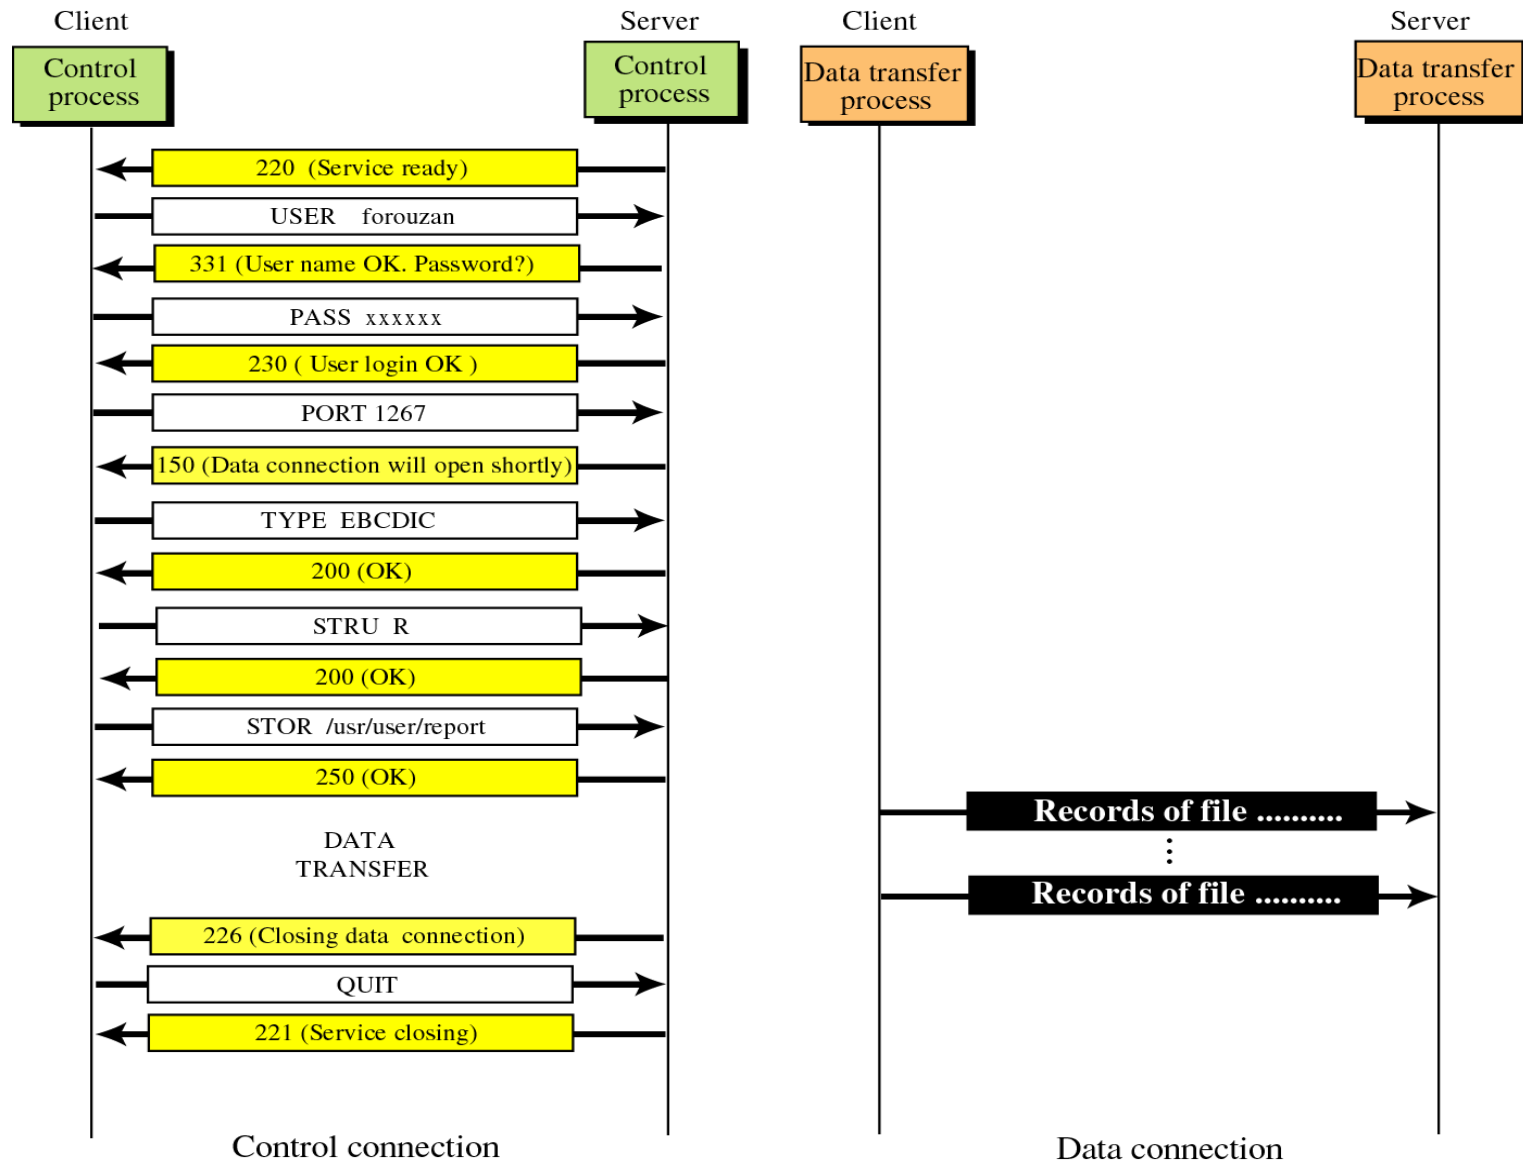 Client
Server
Control
process
Control
process
220 (Service ready)
USER forouzan
331 (User name OK. Password?)
PASS xxxxxx
230 ( User login OK )
PORT 1267
150 (Data connection will open shortly)
TYPE EBCDIC
200 (OK)
STRU R
200 (OK)
STOR /usr/user/report
250 (OK)
DATA
TRANSFER
226 (Closing data connection)
QUIT
221 (Service closing)
Control connection
Client
Server
Data transfer
process
Data transfer
process
Records of file ..........
Records of file ..........
Data connection